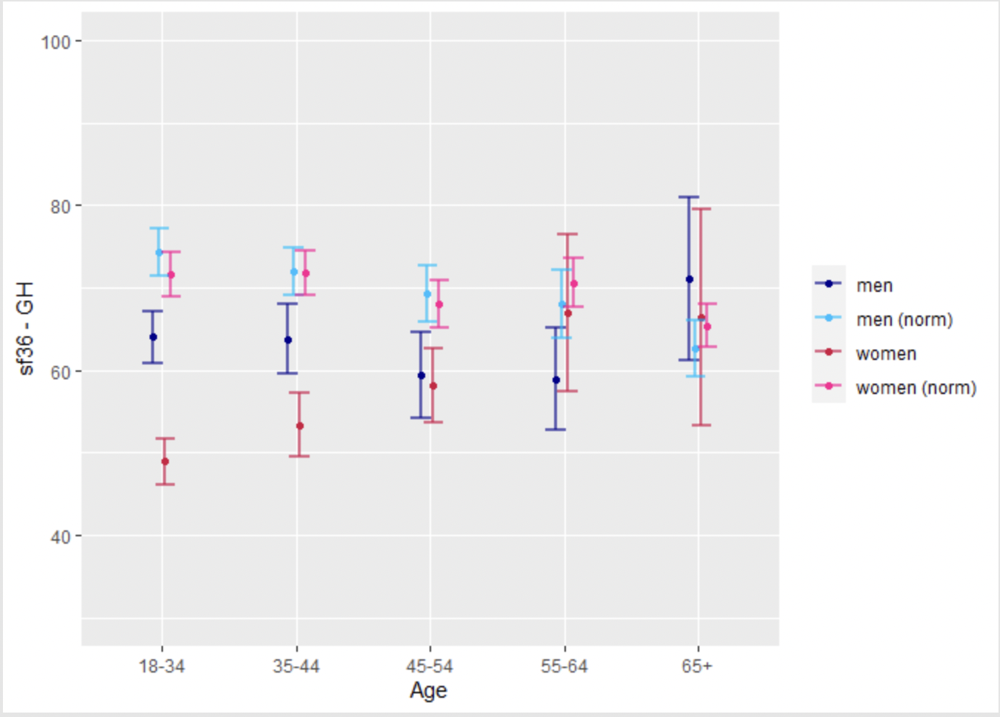 sf36 - GH
100
80
60
40
18-34
35-44
45-54
55-64
65+
Age
men
men (norm)
women
women (norm)